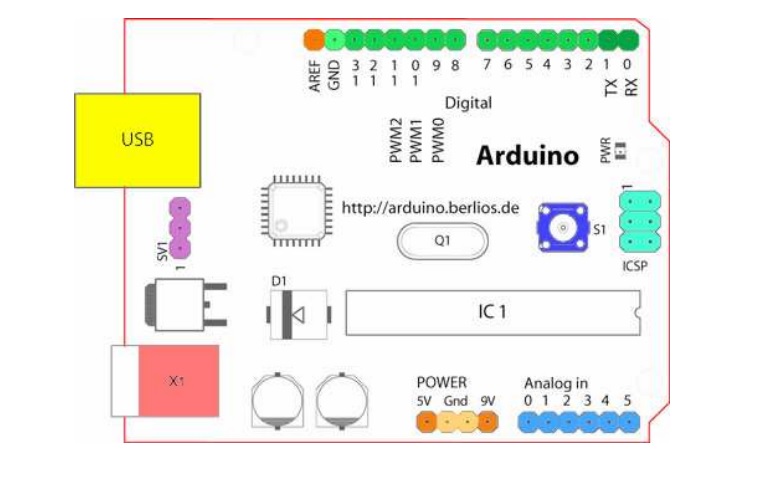 AREF
GND
13
12
11
10
9
8
7
6
5
4
3
2
1
0
TX
RX
Digital
USB
PWM2
PWM1
PWM0
Arduino
PWR
http://arduino.berlios.de
1
SV1
1
Q1
S1
ICSP
D1
IC 1
X1
POWER
5V Gnd 9V
Analog in
0 1 2 3 4 5